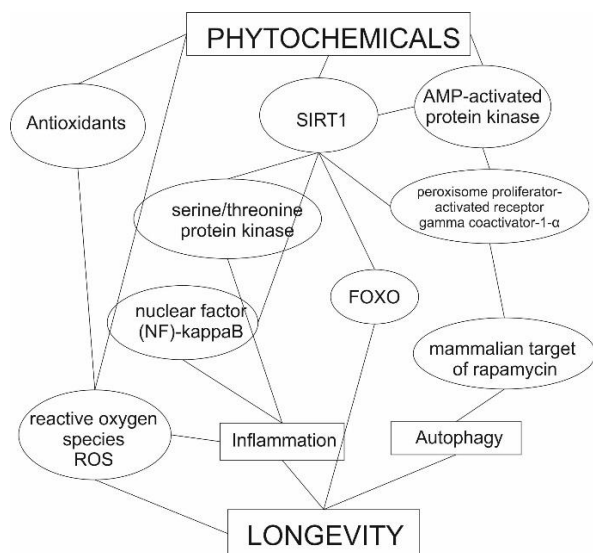 PHYTOCHEMICALS
Antioxidants
SIRT1
AMP-activated
protein kinase
serine/threonine
protein kinase
peroxisome proliferator-
activated receptor
gamma coactivator-1-α
nuclear factor
(NF)-kappaB
FOXO
mammalian target
of rapamycin
reactive oxygen
species
ROS
Inflammation
Autophagy
LONGEVITY